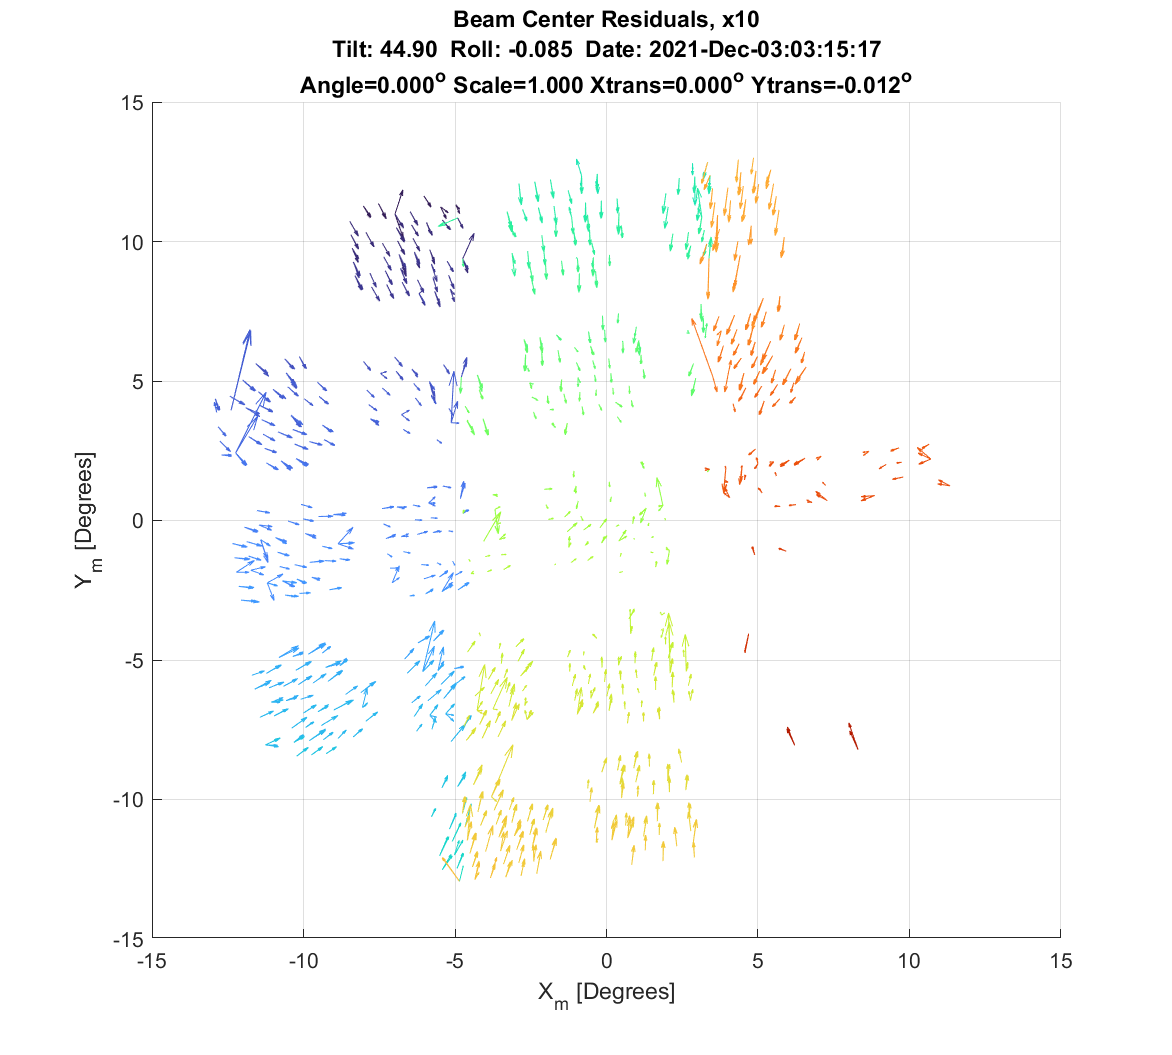 Beam Center Residuals, x10
Tilt: 44.90 Roll: -0.085 Date: 2021-Dec-03:03:15:17
Angle=0.000° Scale=1.000 Xtrans=0.000° Ytrans=-0.012°
15
10
5
0
-5
-10
-15
Y_m [Degrees]
-15 -10 -5 0 5 10 15
X_m [Degrees]